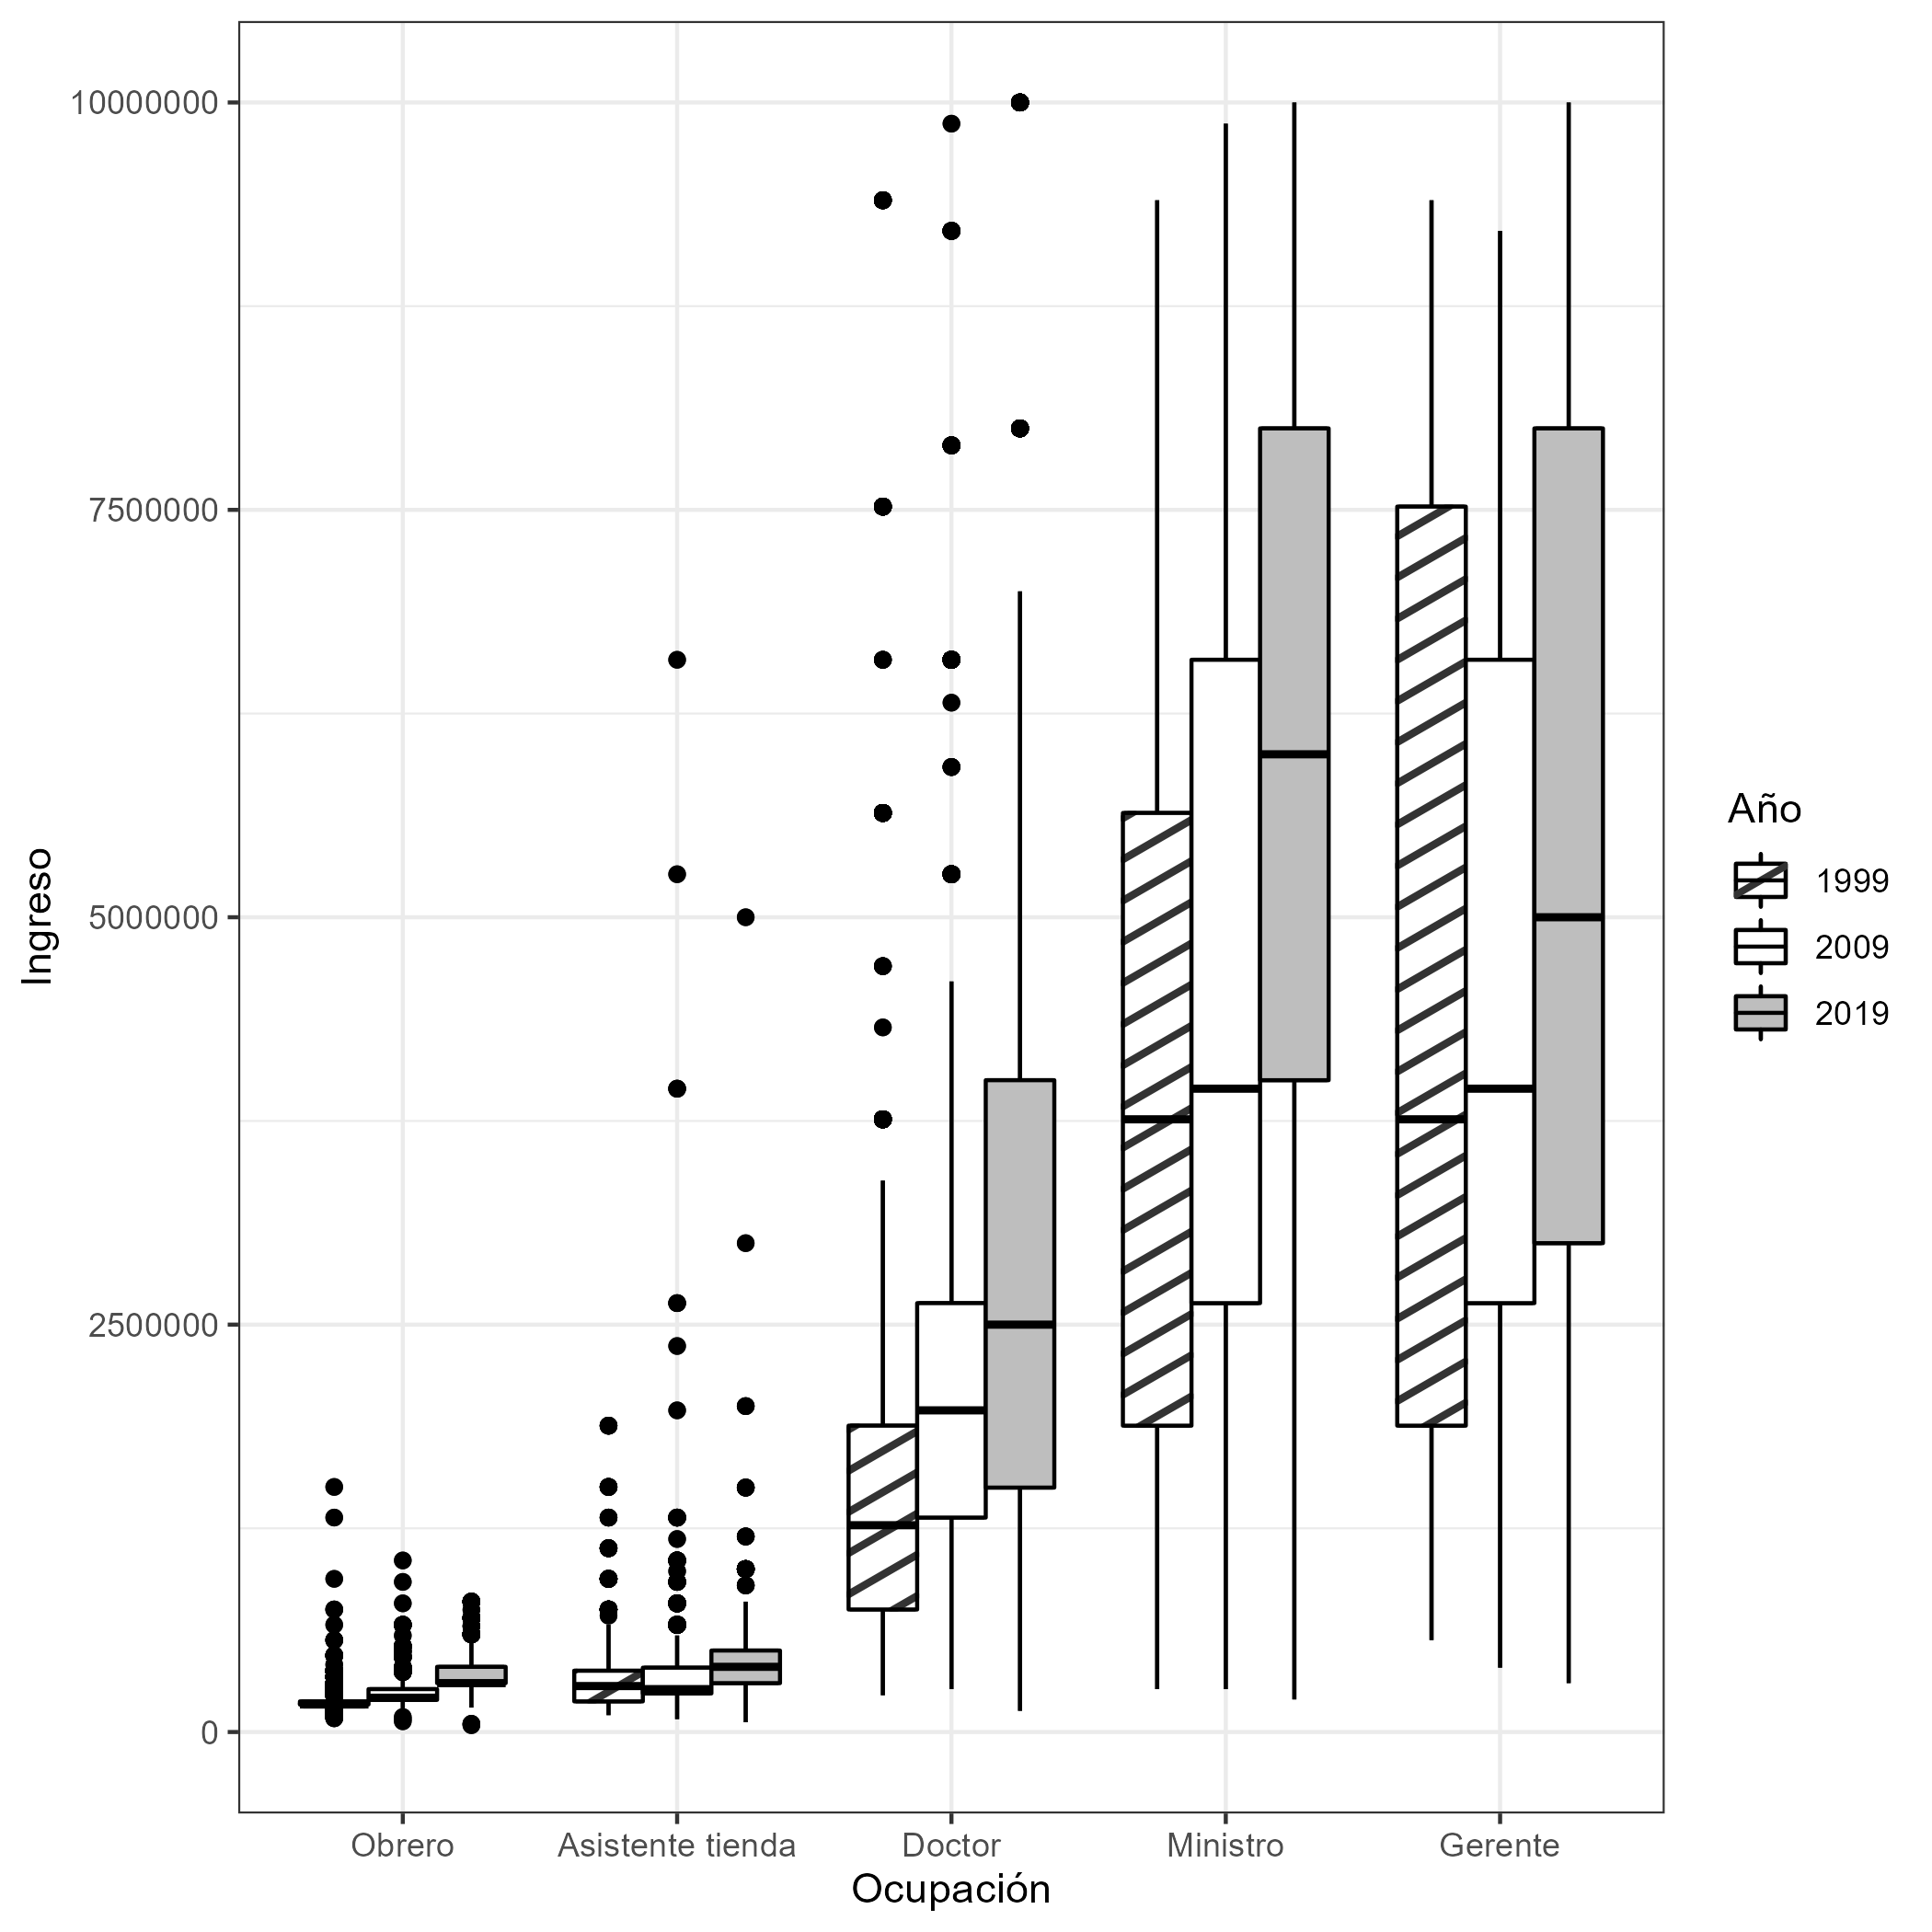 10000000
7500000
5000000
2500000
0
Ingreso
Obrero
Asistente tienda
Doctor
Ministro
Gerente
Ocupación
Año
1999
2009
2019